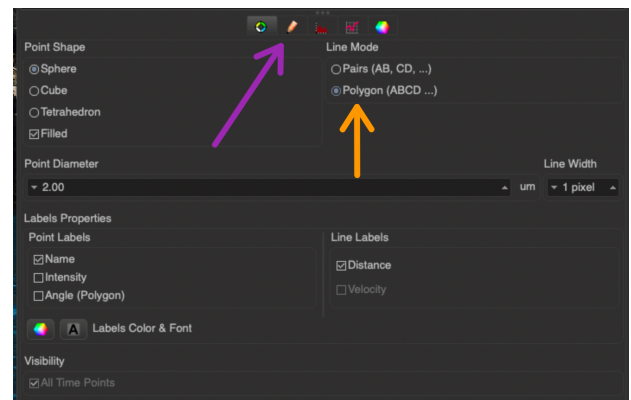 Point Shape
Line Mode
Sphere
Pairs (AB, CD, ...)
Cube
Polygon (ABCD ...)
Tetrahedron
Filled
Point Diameter
Line Width
2.00
um
1 pixel
Labels Properties
Point Labels
Line Labels
Name
Distance
Intensity
Velocity
Angle (Polygon)
A
Labels Color & Font
Visibility
All Time Points